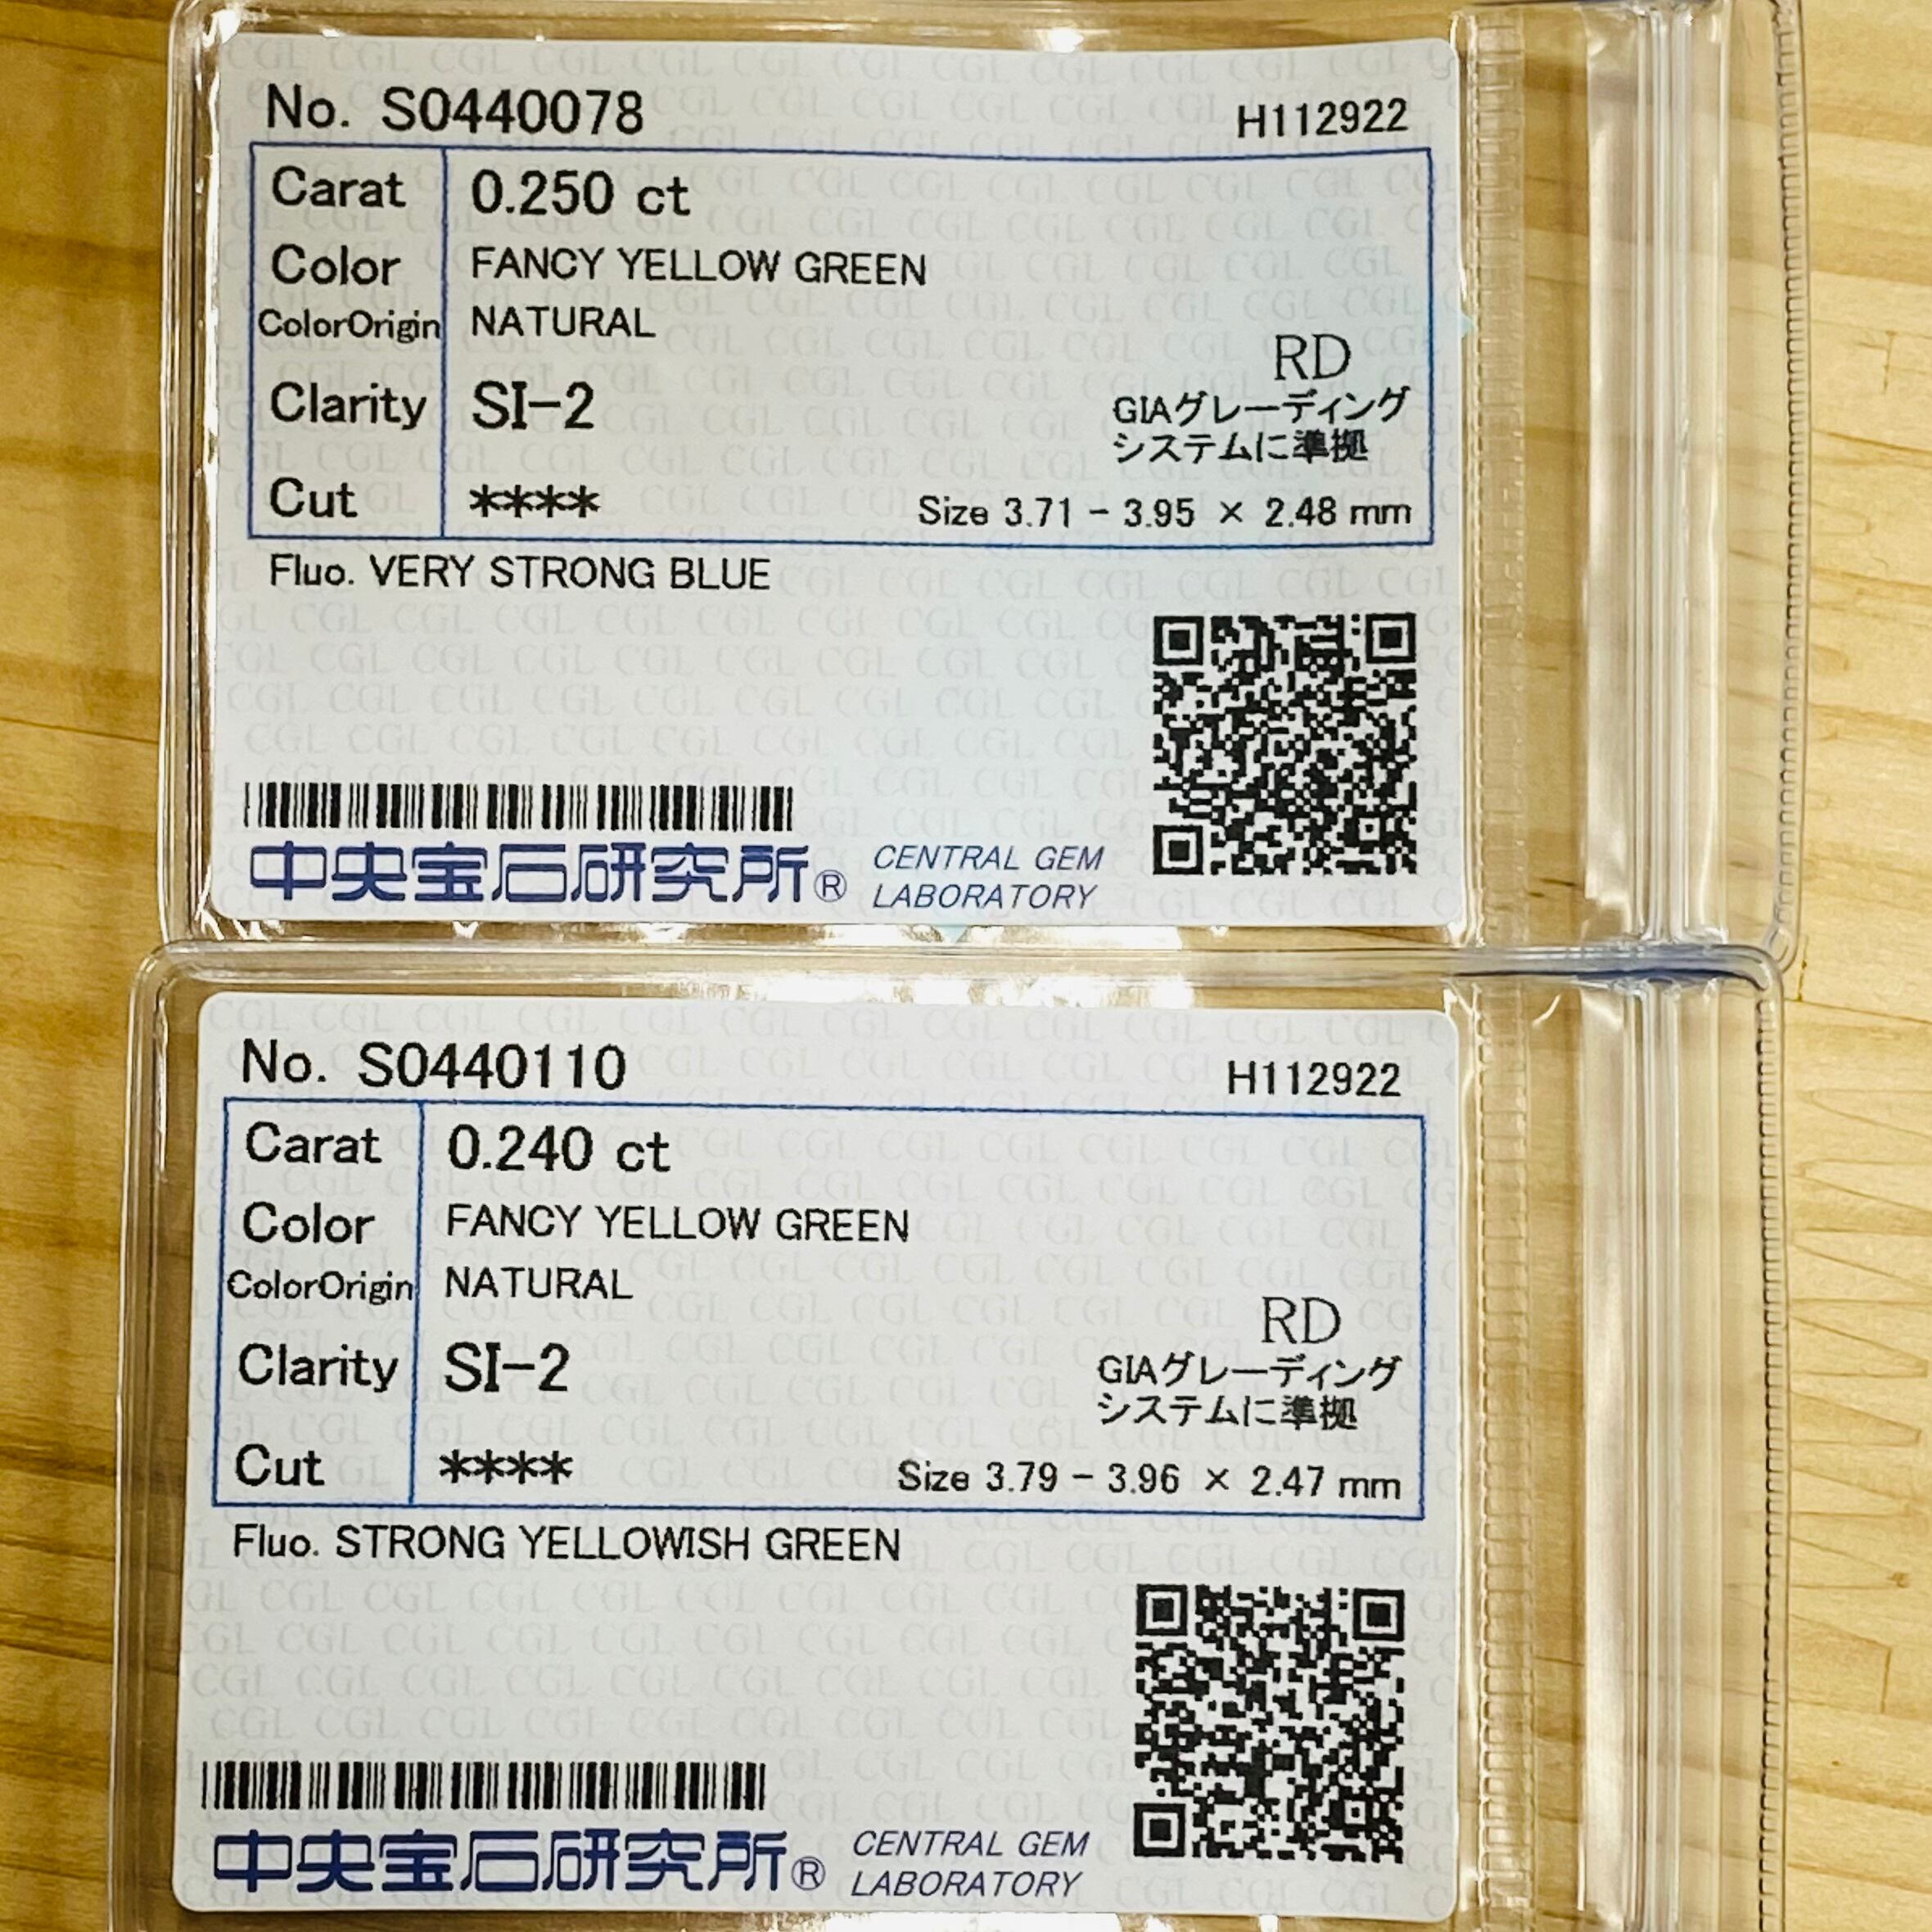 No. S0440078
H112922
Carat 0.250 ct
Color FANCY YELLOW GREEN
ColorOrigin NATURAL
RD
Clarity SI-2
GIAグレーディング
システムに準拠
Cut ****
Size 3.71 - 3.95 × 2.48 mm
Fluo. VERY STRONG BLUE
中央宝石研究所® CENTRAL GEM
LABORATORY
No. S0440110
H112922
Carat 0.240 ct
Color FANCY YELLOW GREEN
ColorOrigin NATURAL
RD
Clarity SI-2
GIAグレーディング
システムに準拠
Cut ****
Size 3.79 - 3.96 × 2.47 mm
Fluo. STRONG YELLOWISH GREEN
中央宝石研究所® CENTRAL GEM
LABORATORY